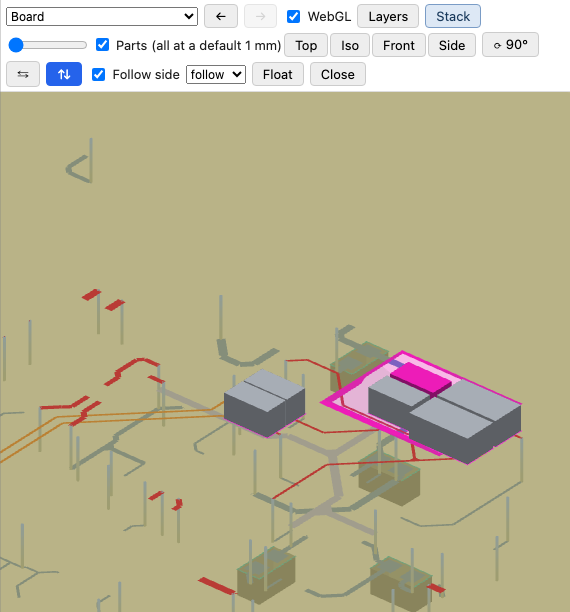 Board ← → WebGL Layers Stack
Parts (all at a default 1 mm) Top Iso Front Side ⟳ 90°
⇆ ⇅ Follow side follow Float Close